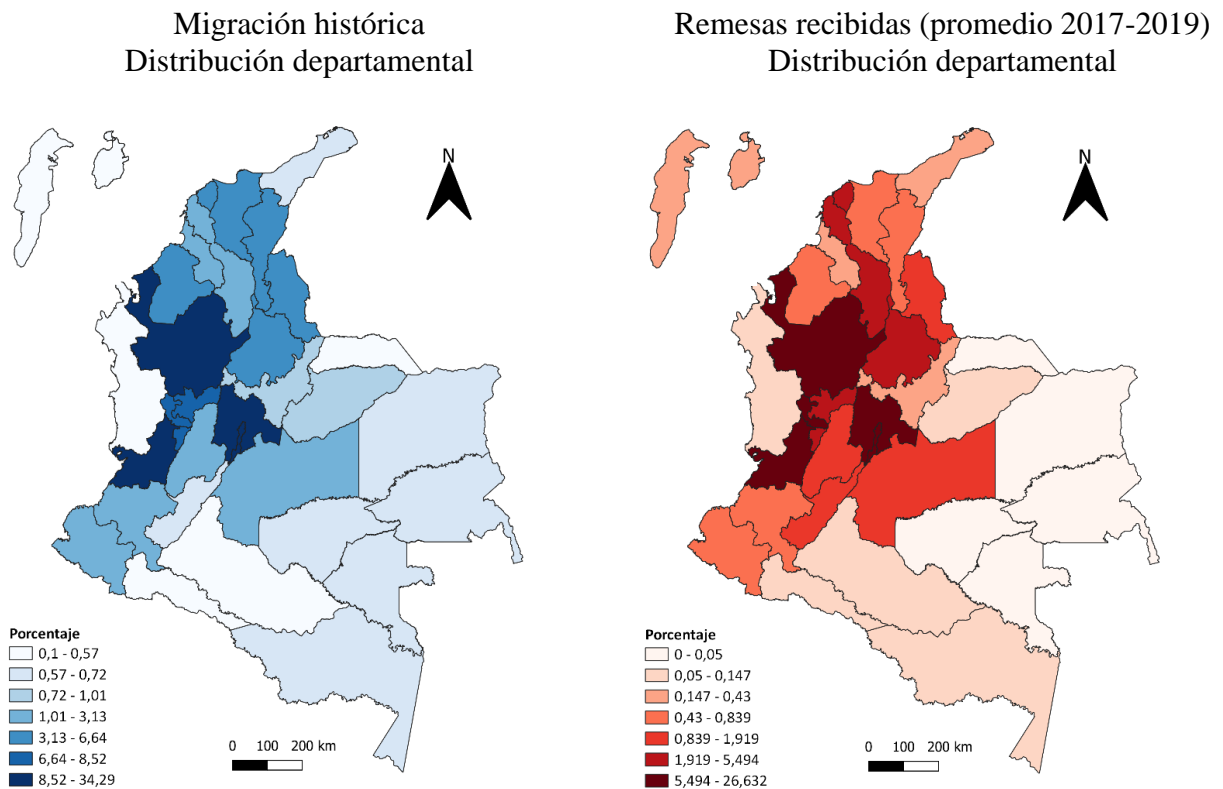 Migración histórica
Distribución departamental
N
Porcentaje
0,1 - 0,57
0,57 - 0,72
0,72 - 1,01
1,01 - 3,13
3,13 - 6,64
6,64 - 8,52
8,52 - 34,29
0 100 200 km
Remesas recibidas (promedio 2017-2019)
Distribución departamental
N
Porcentaje
0 - 0,05
0,05 - 0,147
0,147 - 0,43
0,43 - 0,839
0,839 - 1,919
1,919 - 5,494
5,494 - 26,632
0 100 200 km